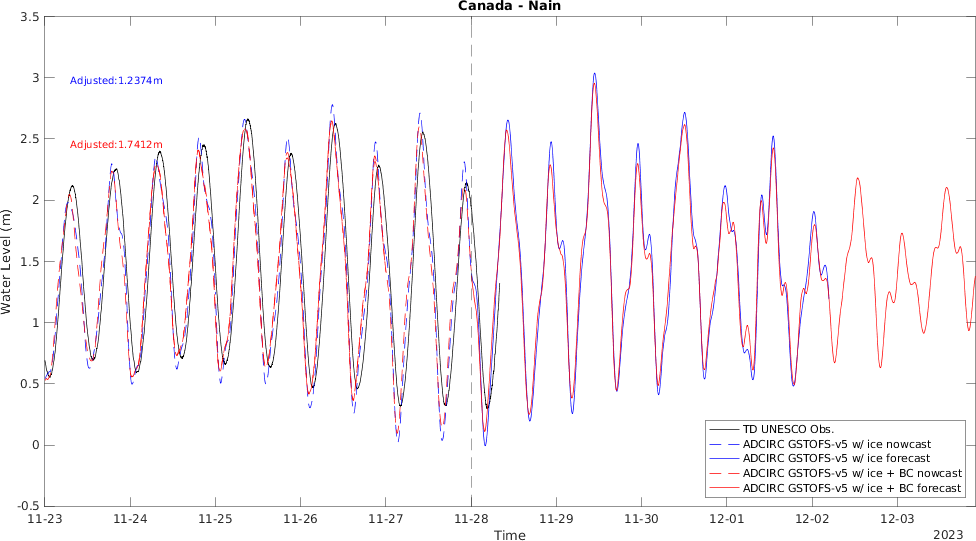 Canada - Nain
3.5
3
2.5
2
1.5
1
0.5
0
-0.5
Water Level (m)
Adjusted:1.2374m
Adjusted:1.7412m
TD UNESCO Obs.
ADCIRC GSTOFS-v5 w/ ice nowcast
ADCIRC GSTOFS-v5 w/ ice forecast
ADCIRC GSTOFS-v5 w/ ice + BC nowcast
ADCIRC GSTOFS-v5 w/ ice + BC forecast
11-23 11-24 11-25 11-26 11-27 11-28 11-29 11-30 12-01 12-02 12-03
Time
2023